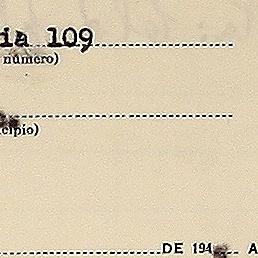 ia 109
número)
cipio)
DE 194 A